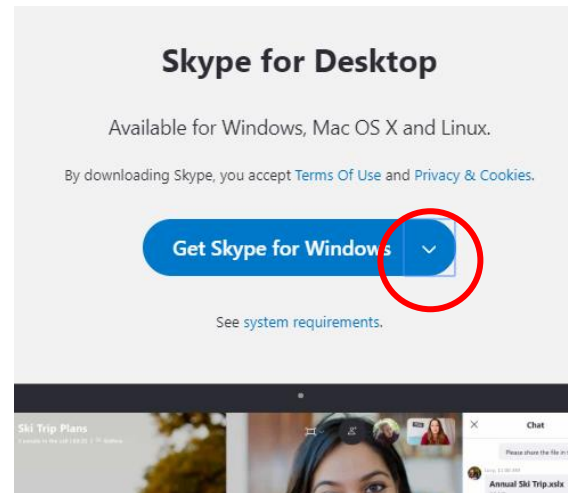 Skype for Desktop
Available for Windows, Mac OS X and Linux.
By downloading Skype, you accept Terms Of Use and Privacy & Cookies.
Get Skype for Windows
See system requirements.
Ski Trip Plans
Chat
Please share the file in
Annual Ski Trip.xslx